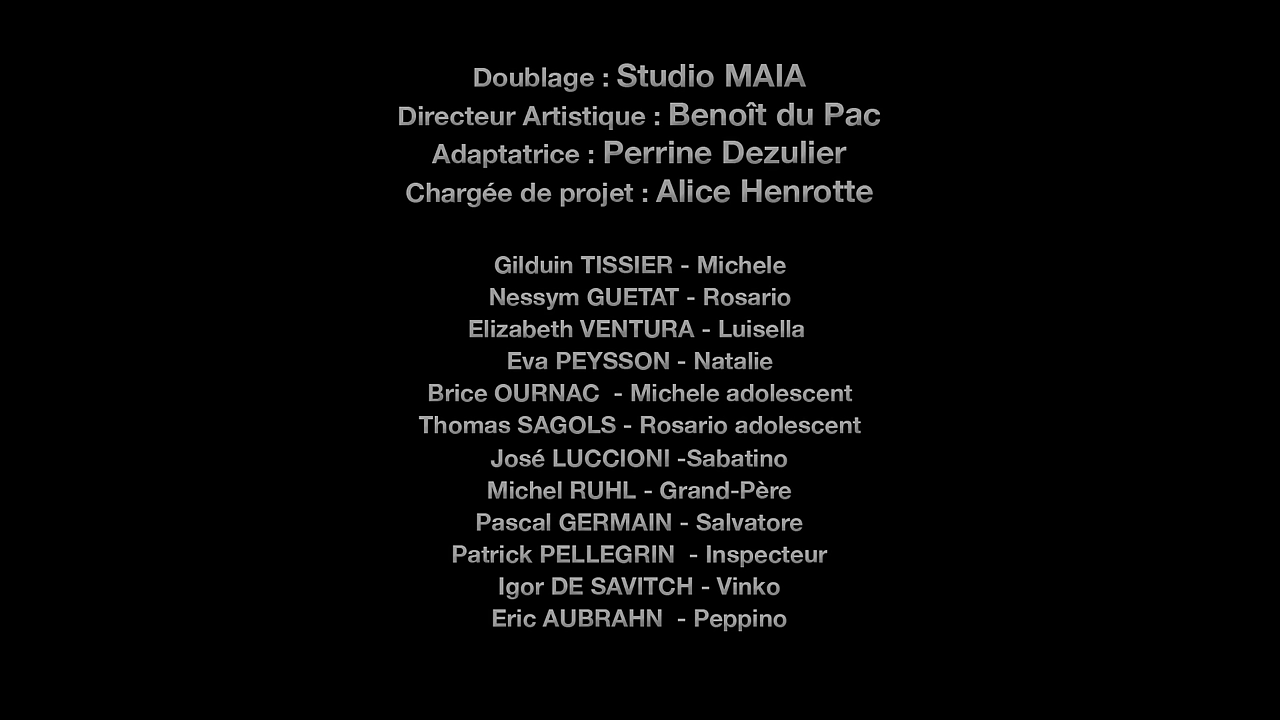 Doublage : Studio MAIA
Directeur Artistique : Benoît du Pac
Adaptatrice : Perrine Dezulier
Chargée de projet : Alice Henrotte
Gilduin TISSIER - Michele
Nessym GUETAT - Rosario
Elizabeth VENTURA - Luisella
Eva PEYSSON - Natalie
Brice OURNAC  - Michele adolescent
Thomas SAGOLS - Rosario adolescent
José LUCCIONI -Sabatino
Michel RUHL - Grand-Père
Pascal GERMAIN - Salvatore
Patrick PELLEGRIN  - Inspecteur
Igor DE SAVITCH - Vinko
Eric AUBRAHN  - Peppino